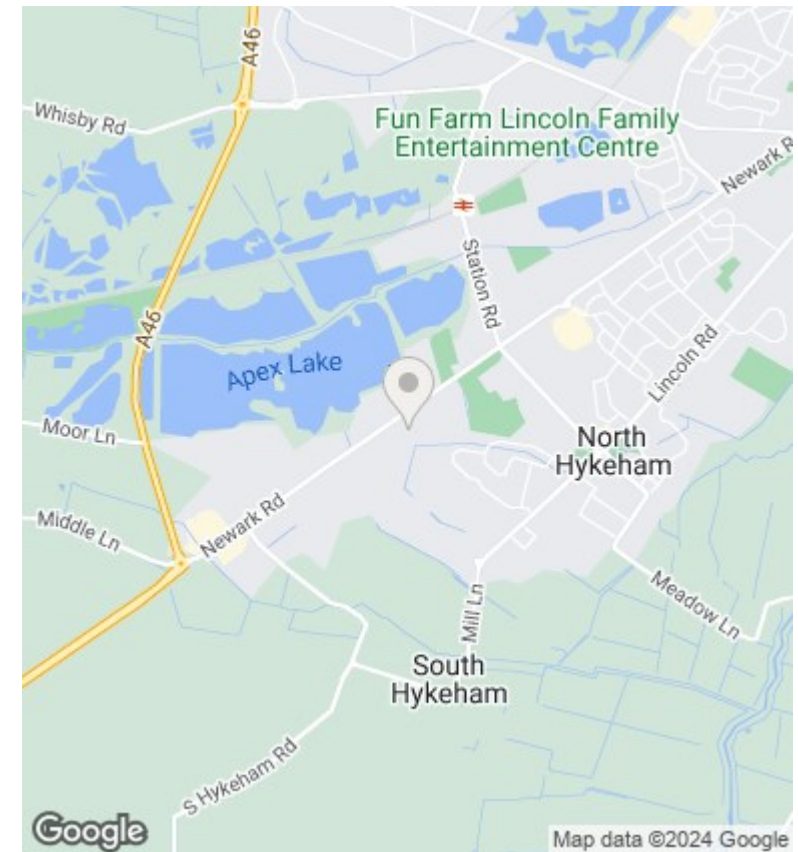 A46
Whisby Rd
Fun Farm Lincoln Family
Entertainment Centre
Newark R
Station Rd
A46
Apex Lake
Lincoln Rd
Moor Ln
North
Hykeham
Middle Ln
Newark Rd
Meadow Ln
Mill Ln
South
Hykeham
S Hykeham Rd
Google
Map data ©2024 Google